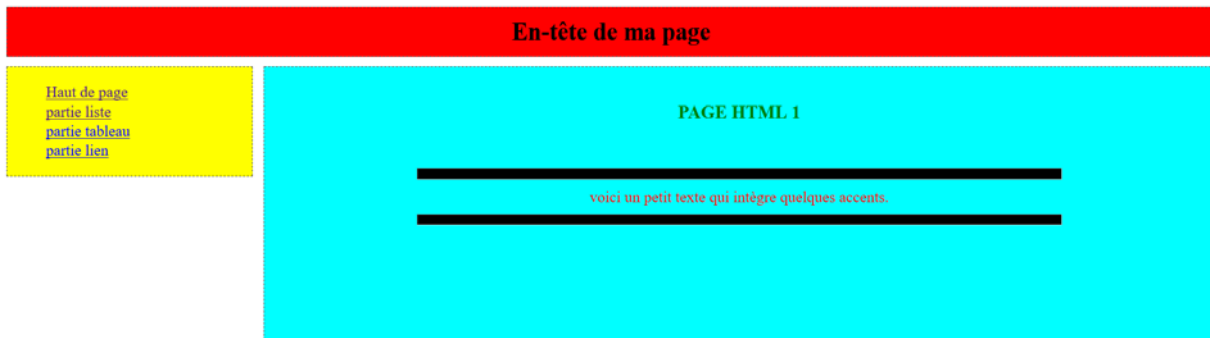 En-tête de ma page
Haut de page
partie liste
partie tableau
partie lien
PAGE HTML 1
voici un petit texte qui intègre quelques accents.